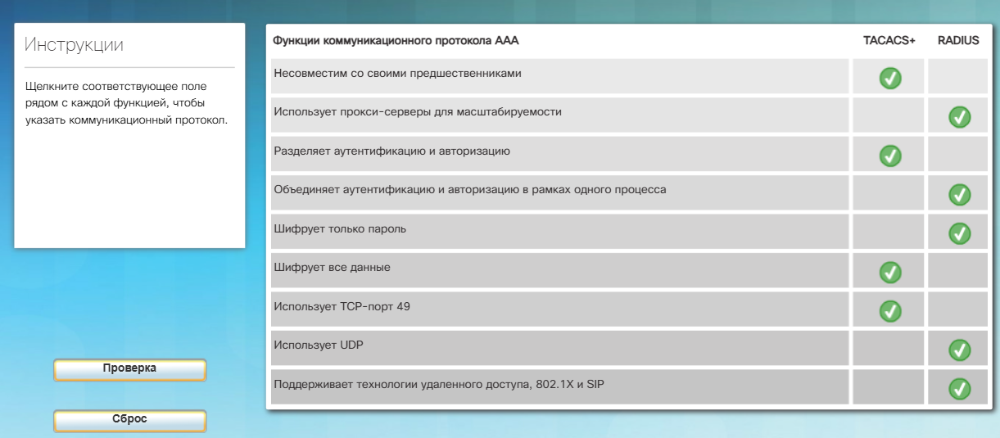 Инструкции
Щелкните соответствующее поле
рядом с каждой функцией, чтобы
указать коммуникационный протокол.
Проверка
Сброс
Функции коммуникационного протокола AAA TACACS+ RADIUS
Несовместим со своими предшественниками
Использует прокси-серверы для масштабируемости
Разделяет аутентификацию и авторизацию
Объединяет аутентификацию и авторизацию в рамках одного процесса
Шифрует только пароль
Шифрует все данные
Использует TCP-порт 49
Использует UDP
Поддерживает технологии удаленного доступа, 802.1X и SIP